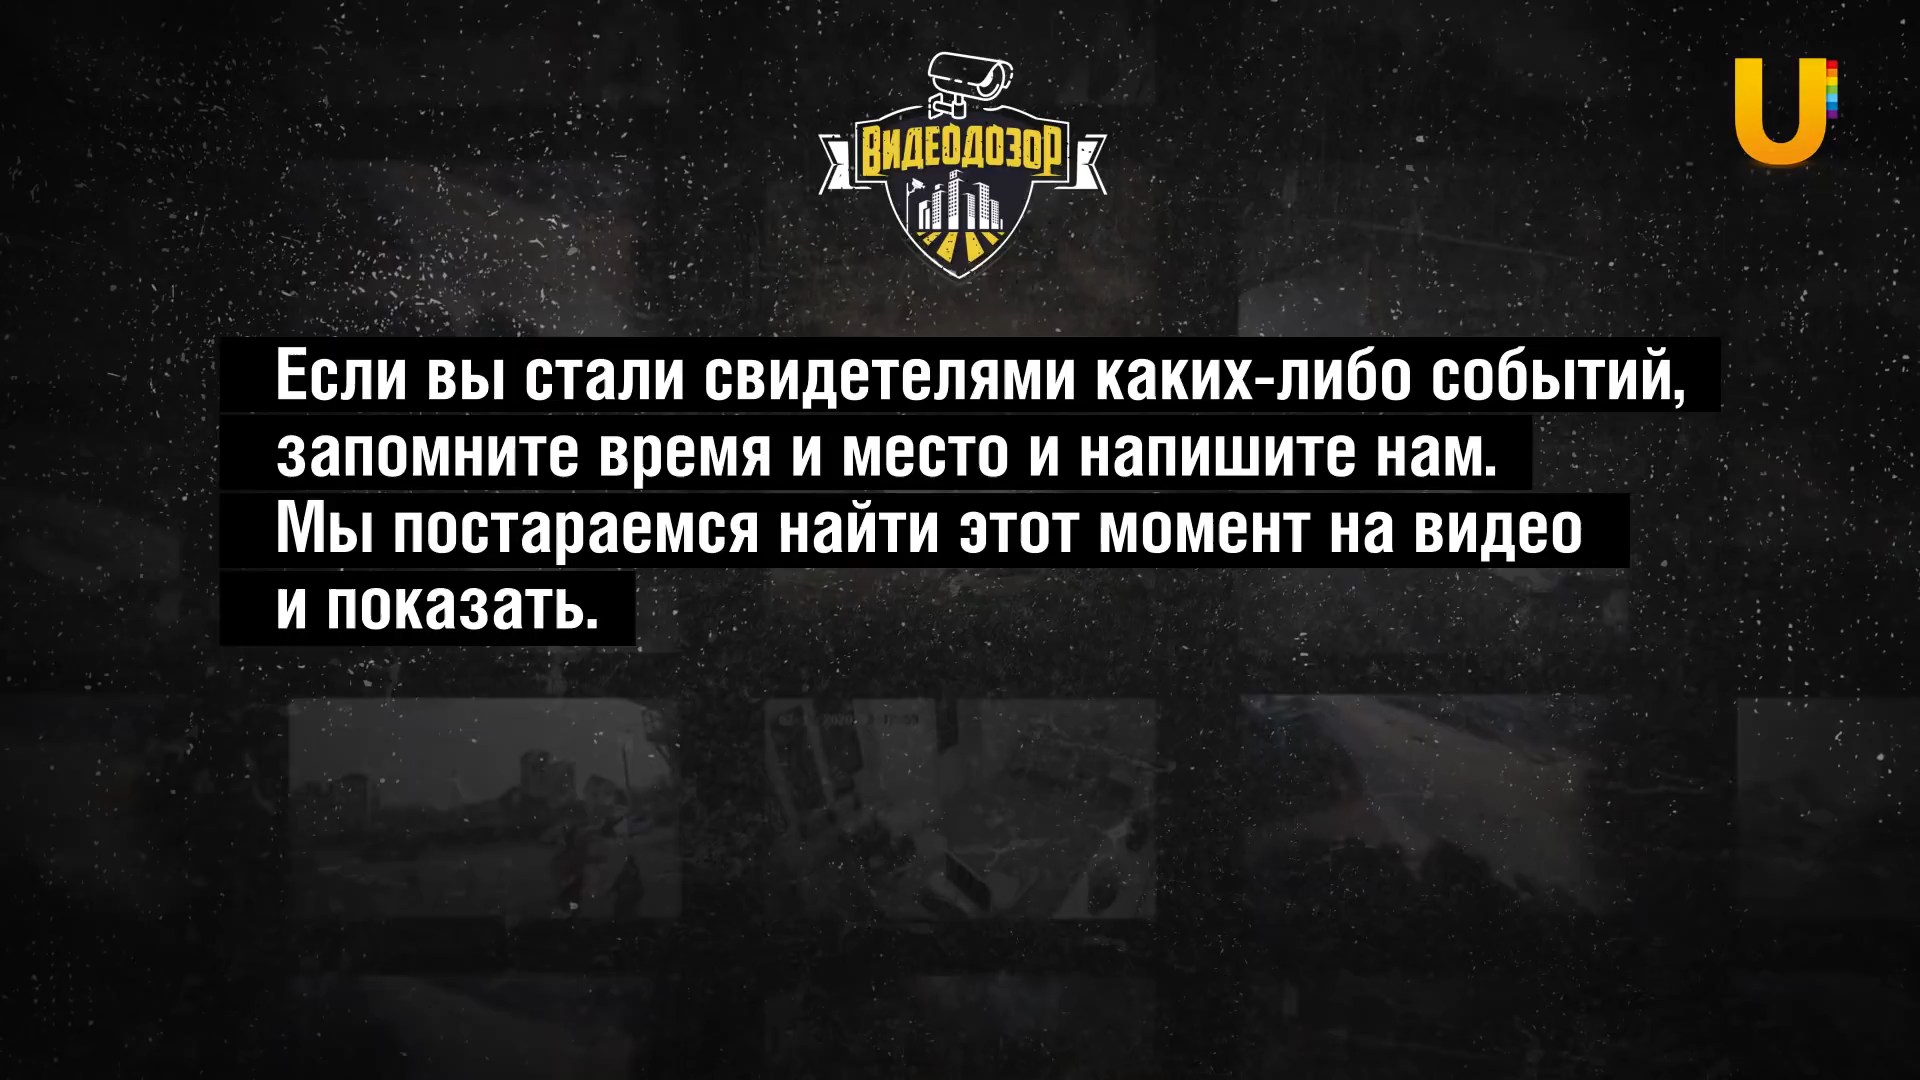 ВИДЕОДОЗОР
U
Если вы стали свидетелями каких-либо событий,
запомните время и место и напишите нам.
Мы постараемся найти этот момент на видео
и показать.